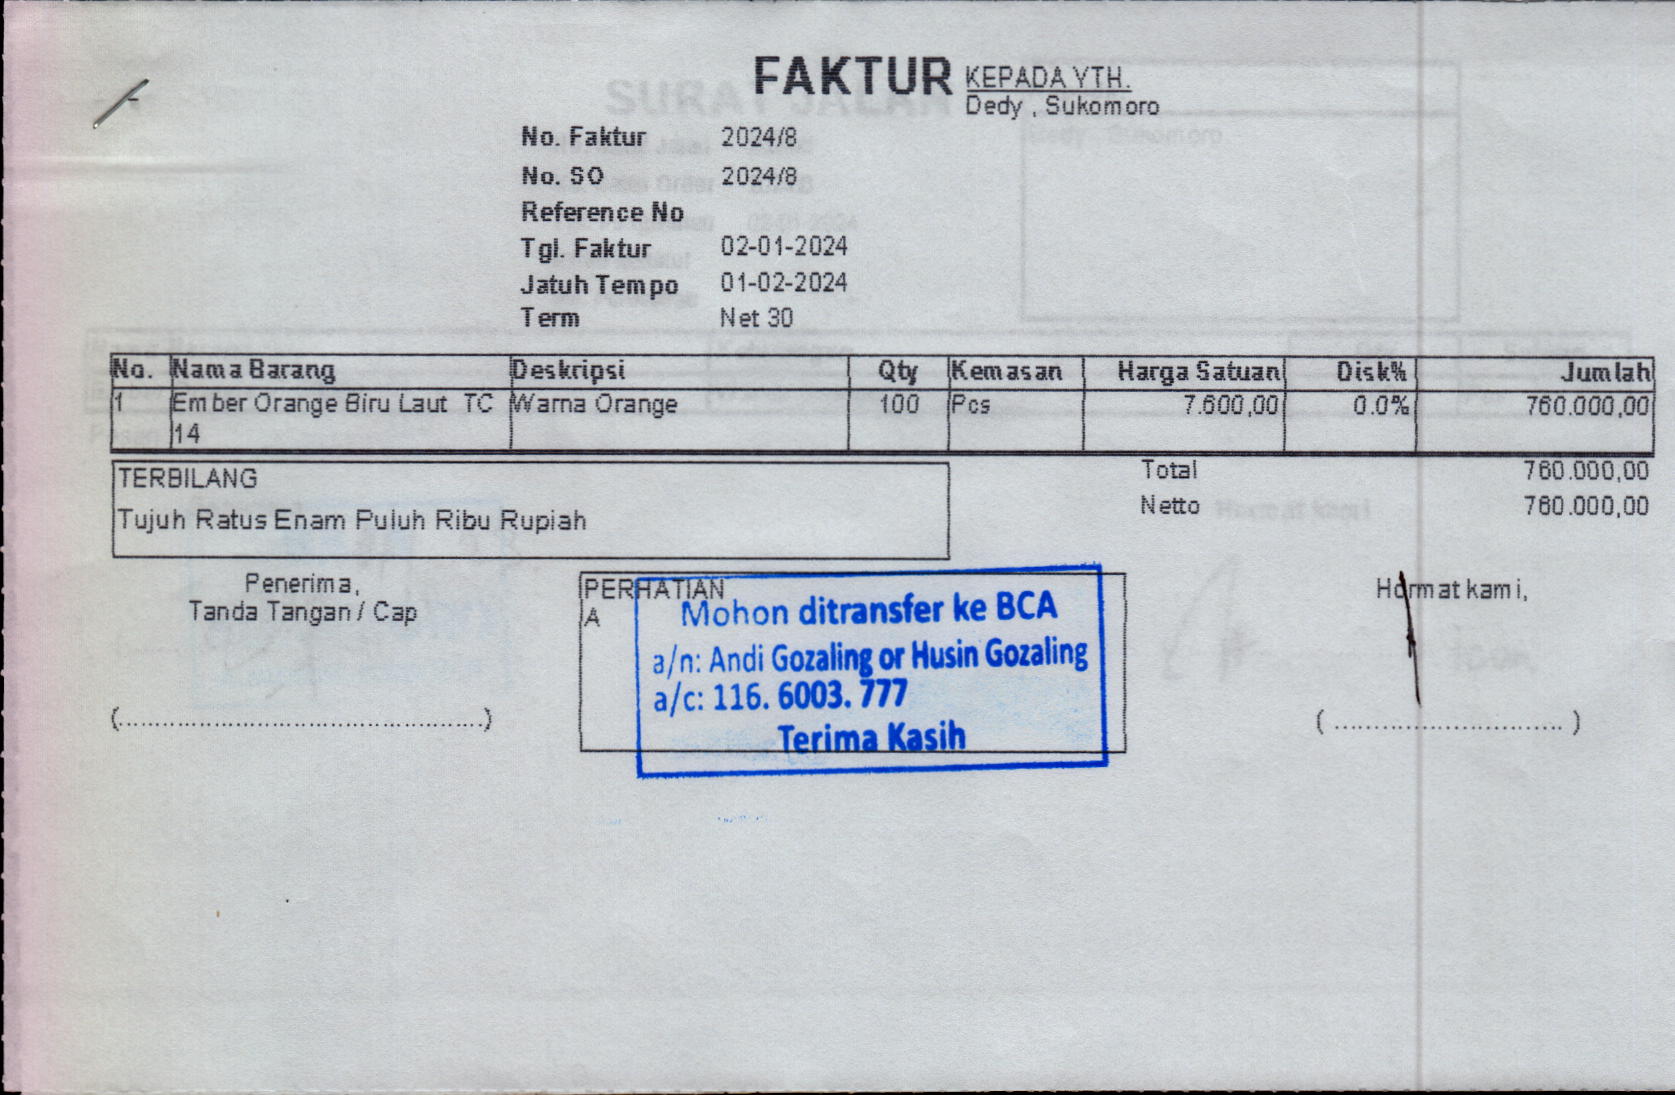 FAKTUR
KEPADA YTH.
Dedy , Sukomoro
No. Faktur 2024/8
No. SO 2024/8
Reference No
Tgl. Faktur 02-01-2024
Jatuh Tempo 01-02-2024
Term Net 30
No. Nama Barang Deskripsi Qty Kemasan Harga Satuan Disk% Jumlah
1 Ember Orange Biru Laut TC Warna Orange 100 Pcs 7.600,00 0.0% 760.000,00
14
Total 760.000,00
Netto 760.000,00
TERBILANG
Tujuh Ratus Enam Puluh Ribu Rupiah
Penerima,
Tanda Tangan / Cap
(........................................)
PERHATIAN
A
Mohon ditransfer ke BCA
a/n: Andi Gozaling or Husin Gozaling
a/c: 116. 6003. 777
Terima Kasih
Hormat kami,
( ............................ )